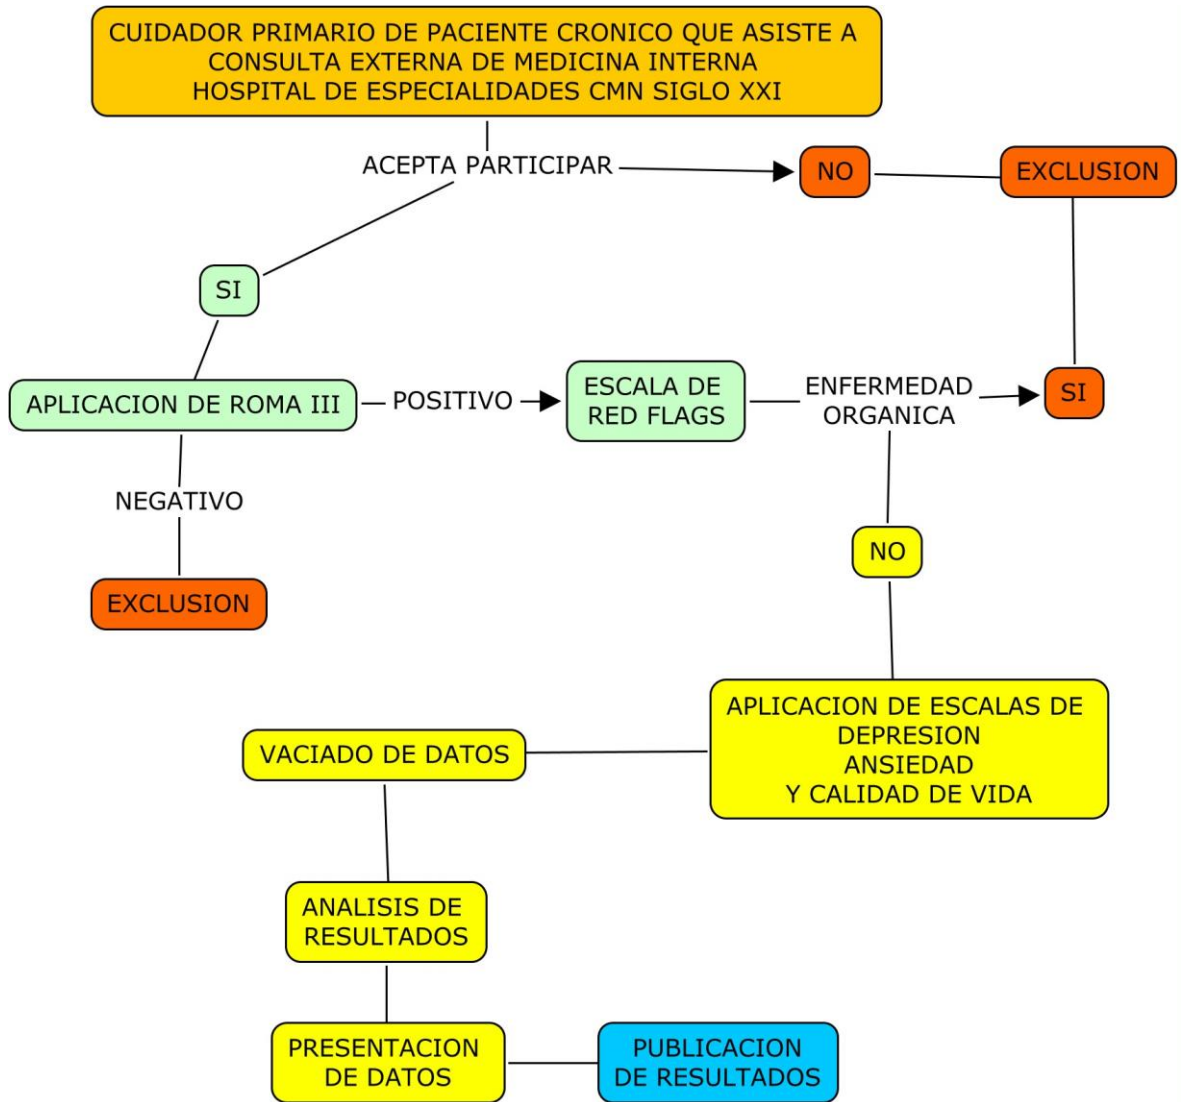 CUIDADOR PRIMARIO DE PACIENTE CRONICO QUE ASISTE A
CONSULTA EXTERNA DE MEDICINA INTERNA
HOSPITAL DE ESPECIALIDADES CMN SIGLO XXI
ACEPTA PARTICIPAR
NO
EXCLUSION
SI
APLICACION DE ROMA III
POSITIVO
ESCALA DE
RED FLAGS
ENFERMEDAD
ORGANICA
SI
NEGATIVO
EXCLUSION
NO
APLICACION DE ESCALAS DE
DEPRESION
ANSIEDAD
Y CALIDAD DE VIDA
VACIADO DE DATOS
ANALISIS DE
RESULTADOS
PRESENTACION
DE DATOS
PUBLICACION
DE RESULTADOS